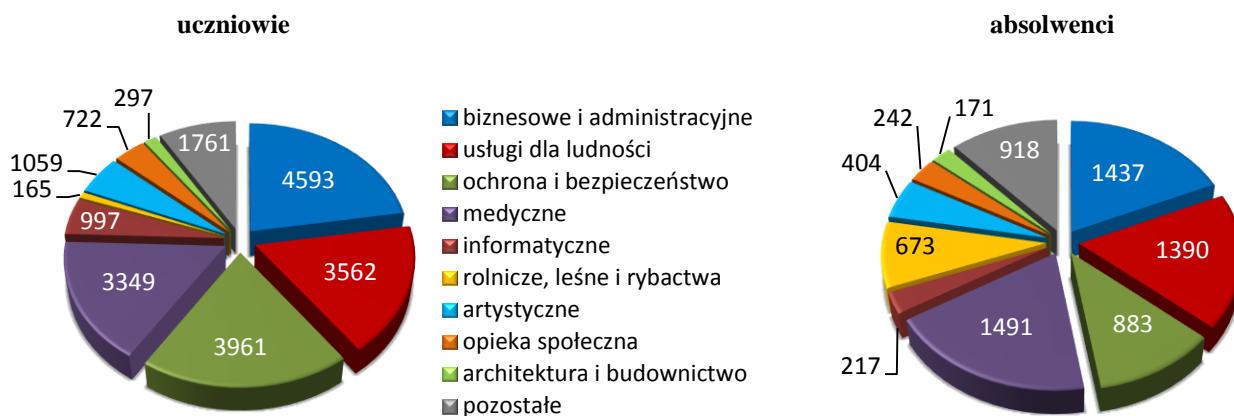 uczniowie
297
722
1761
1059
4593
165
997
3349
3562
3961
biznesowe i administracyjne
usługi dla ludności
ochrona i bezpieczeństwo
medyczne
informatyczne
rolnicze, leśne i rybactwa
artystyczne
opieka społeczna
architektura i budownictwo
pozostałe
absolwenci
171
242
918
404
1437
673
1390
1491
883
217